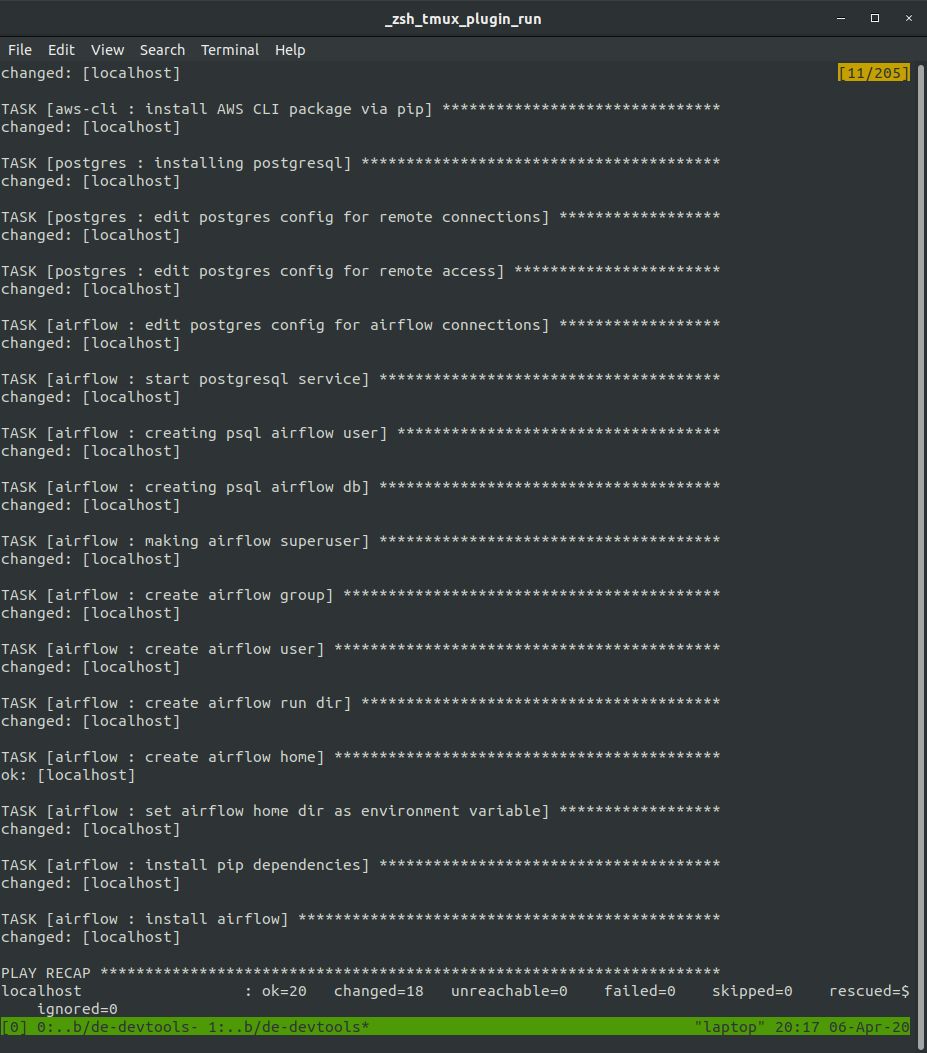 _zsh_tmux_plugin_run
File Edit View Search Terminal Help
changed: [localhost] [11/205]
TASK [aws-cli : install AWS CLI package via pip] *******************************
changed: [localhost]
TASK [postgres : installing postgresql] ****************************************
changed: [localhost]
TASK [postgres : edit postgres config for remote connections] ******************
changed: [localhost]
TASK [postgres : edit postgres config for remote access] ***********************
changed: [localhost]
TASK [airflow : edit postgres config for airflow connections] ******************
changed: [localhost]
TASK [airflow : start postgresql service] **************************************
changed: [localhost]
TASK [airflow : creating psql airflow user] ************************************
changed: [localhost]
TASK [airflow : creating psql airflow db] **************************************
changed: [localhost]
TASK [airflow : making airflow superuser] **************************************
changed: [localhost]
TASK [airflow : create airflow group] ******************************************
changed: [localhost]
TASK [airflow : create airflow user] *******************************************
changed: [localhost]
TASK [airflow : create airflow run dir] ****************************************
changed: [localhost]
TASK [airflow : create airflow home] *******************************************
ok: [localhost]
TASK [airflow : set airflow home dir as environment variable] ******************
changed: [localhost]
TASK [airflow : install pip dependencies] **************************************
changed: [localhost]
TASK [airflow : install airflow] ***********************************************
changed: [localhost]
PLAY RECAP *********************************************************************
localhost                  : ok=20   changed=18   unreachable=0    failed=0    skipped=0    rescued=$
    ignored=0
[0] 0:..b/de-devtools- 1:..b/de-devtools* "laptop" 20:17 06-Apr-20